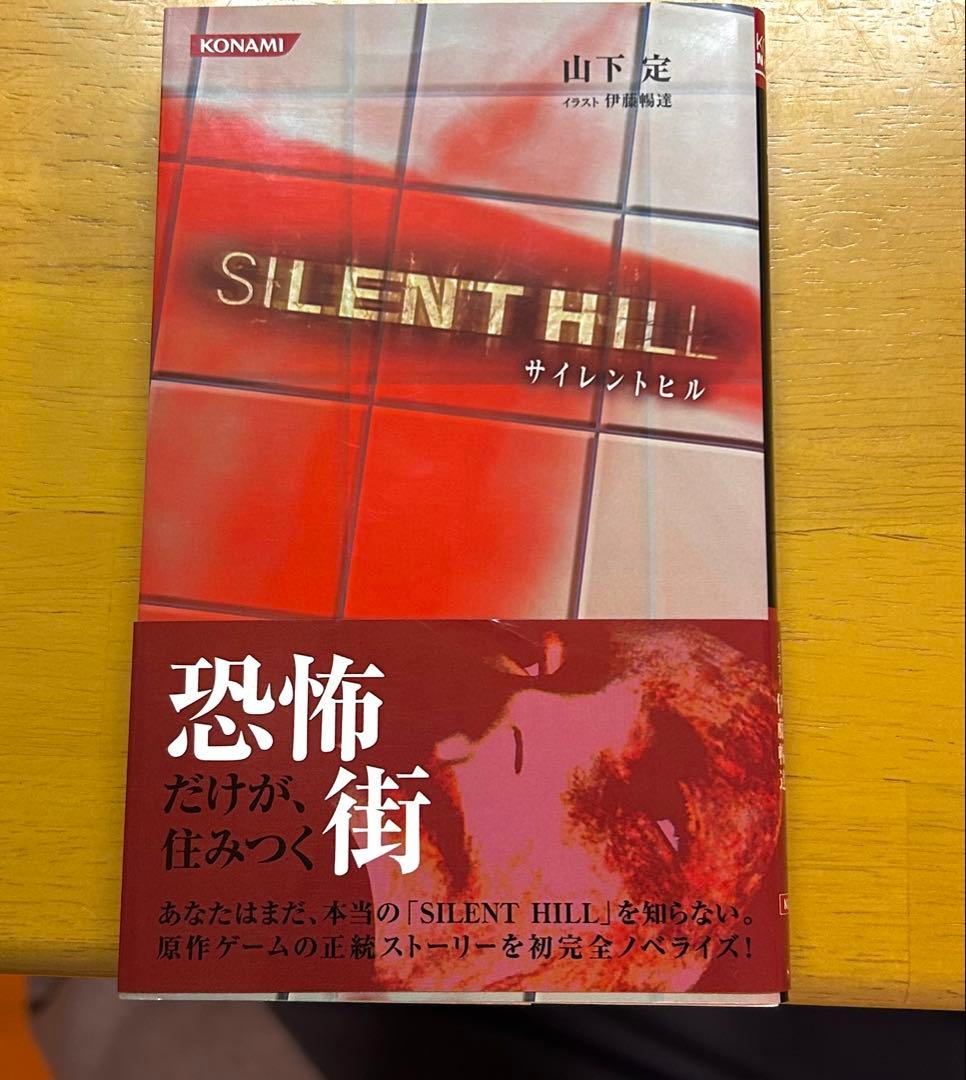 KONAMI
山下 定
イラスト 伊藤暢達
SILENT HILL
サイレントヒル
恐怖
だけが、
住みつく
街
あなたはまだ、本当の「SILENT HILL」を知らない。
原作ゲームの正統ストーリーを初完全ノベライズ!